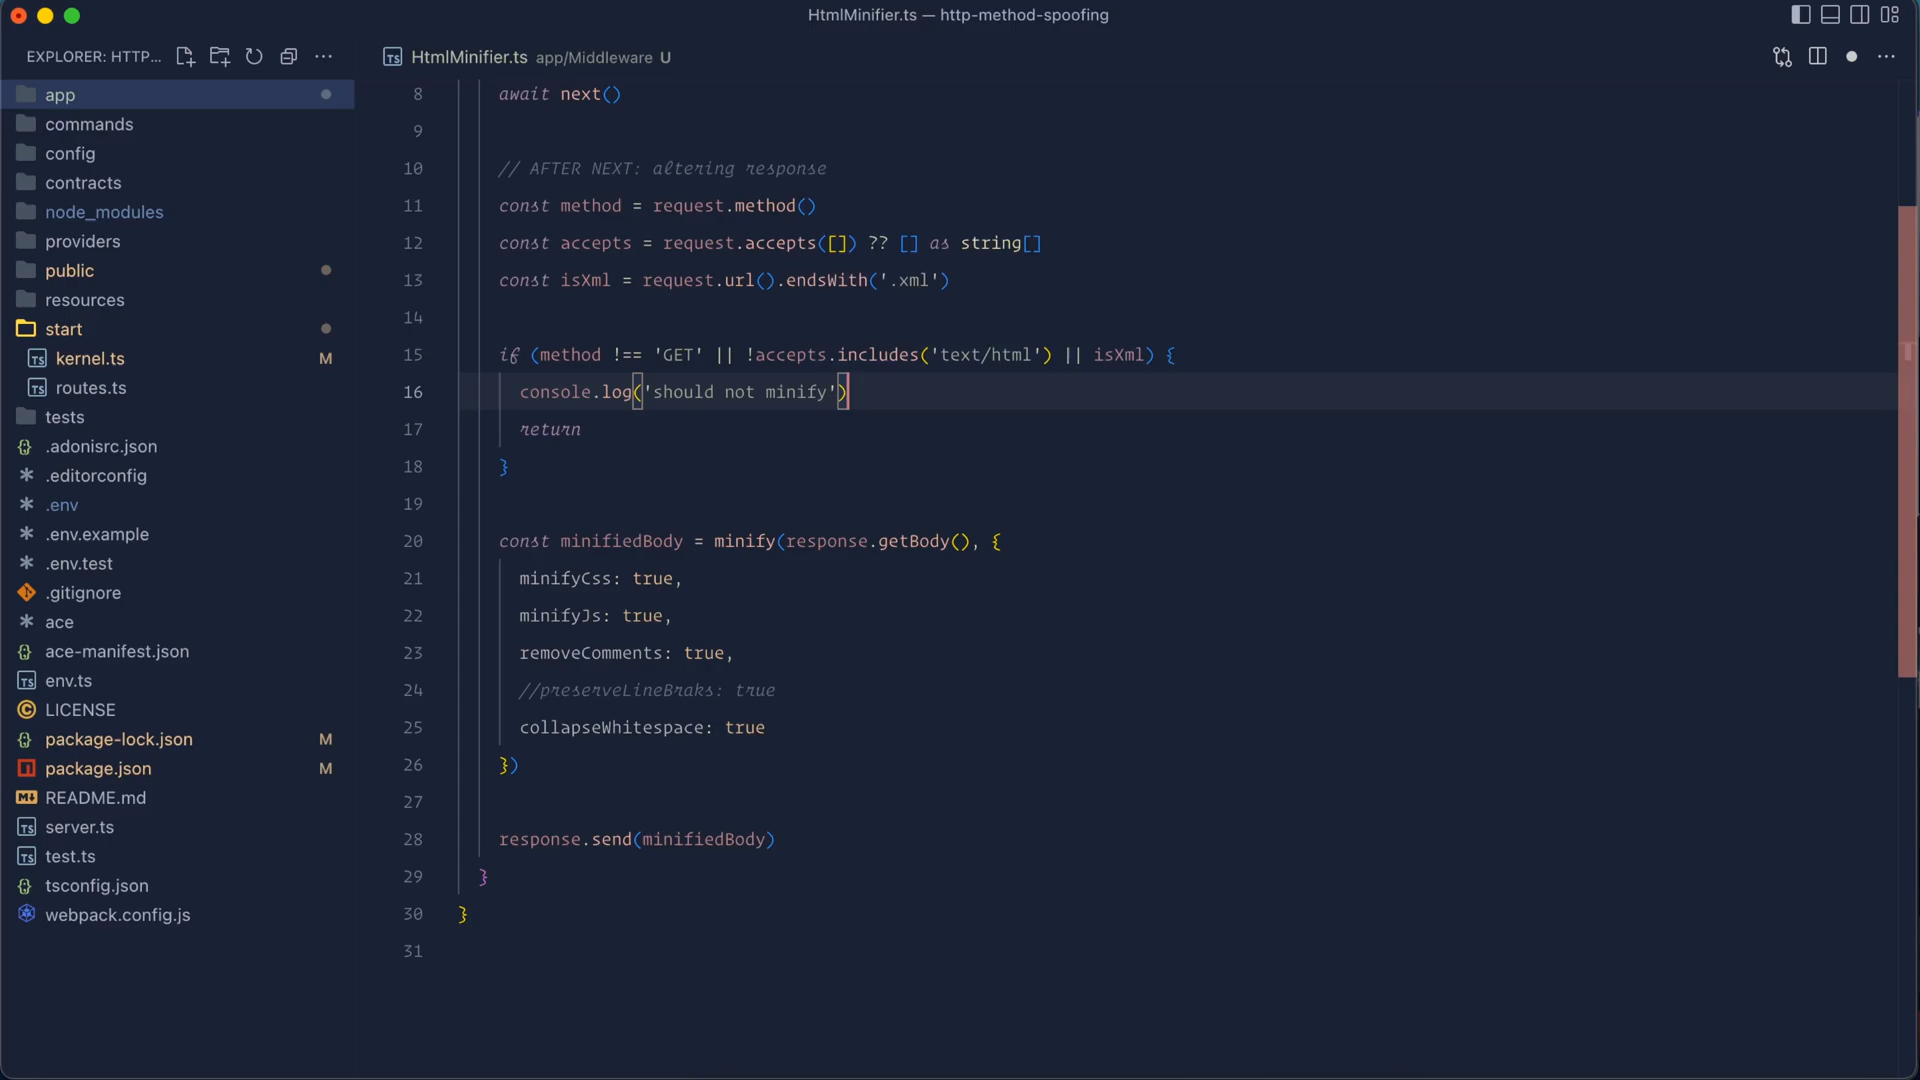 HtmlMinifier.ts — http-method-spoofing
EXPLORER: HTTP...
HtmlMinifier.ts app/Middleware U
app
commands
config
contracts
node_modules
providers
public
resources
start
kernel.ts M
routes.ts
tests
.adonisrc.json
.editorconfig
.env
.env.example
.env.test
.gitignore
ace
ace-manifest.json
env.ts
LICENSE
package-lock.json M
package.json M
README.md
server.ts
test.ts
tsconfig.json
webpack.config.js
8 await next()
9
10 // AFTER NEXT: altering response
11 const method = request.method()
12 const accepts = request.accepts([]) ?? [] as string[]
13 const isXml = request.url().endsWith('.xml')
14
15 if (method !== 'GET' || !accepts.includes('text/html') || isXml) {
16 console.log('should not minify')
17 return
18 }
19
20 const minifiedBody = minify(response.getBody(), {
21 minifyCss: true,
22 minifyJs: true,
23 removeComments: true,
24 //preserveLineBraks: true
25 collapseWhitespace: true
26 })
27
28 response.send(minifiedBody)
29 }
30 }
31